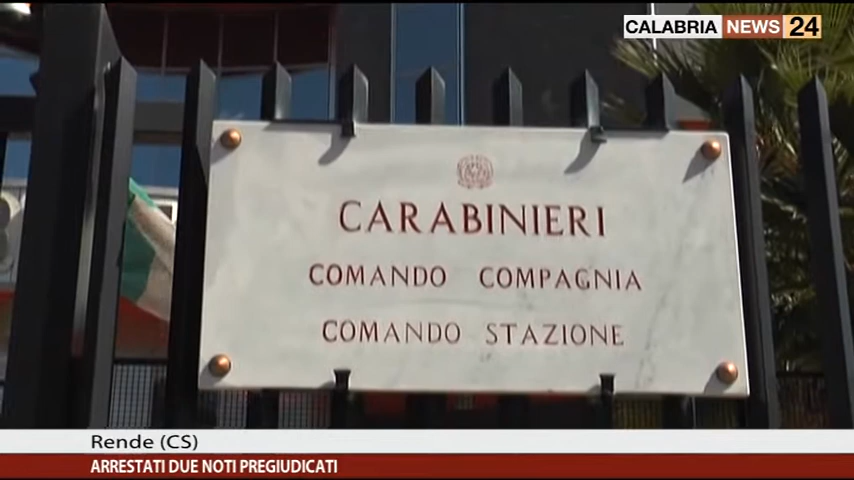 CALABRIA NEWS 24
CARABINIERI
COMANDO COMPAGNIA
COMANDO STAZIONE
Rende (CS)
ARRESTATI DUE NOTI PREGIUDICATI